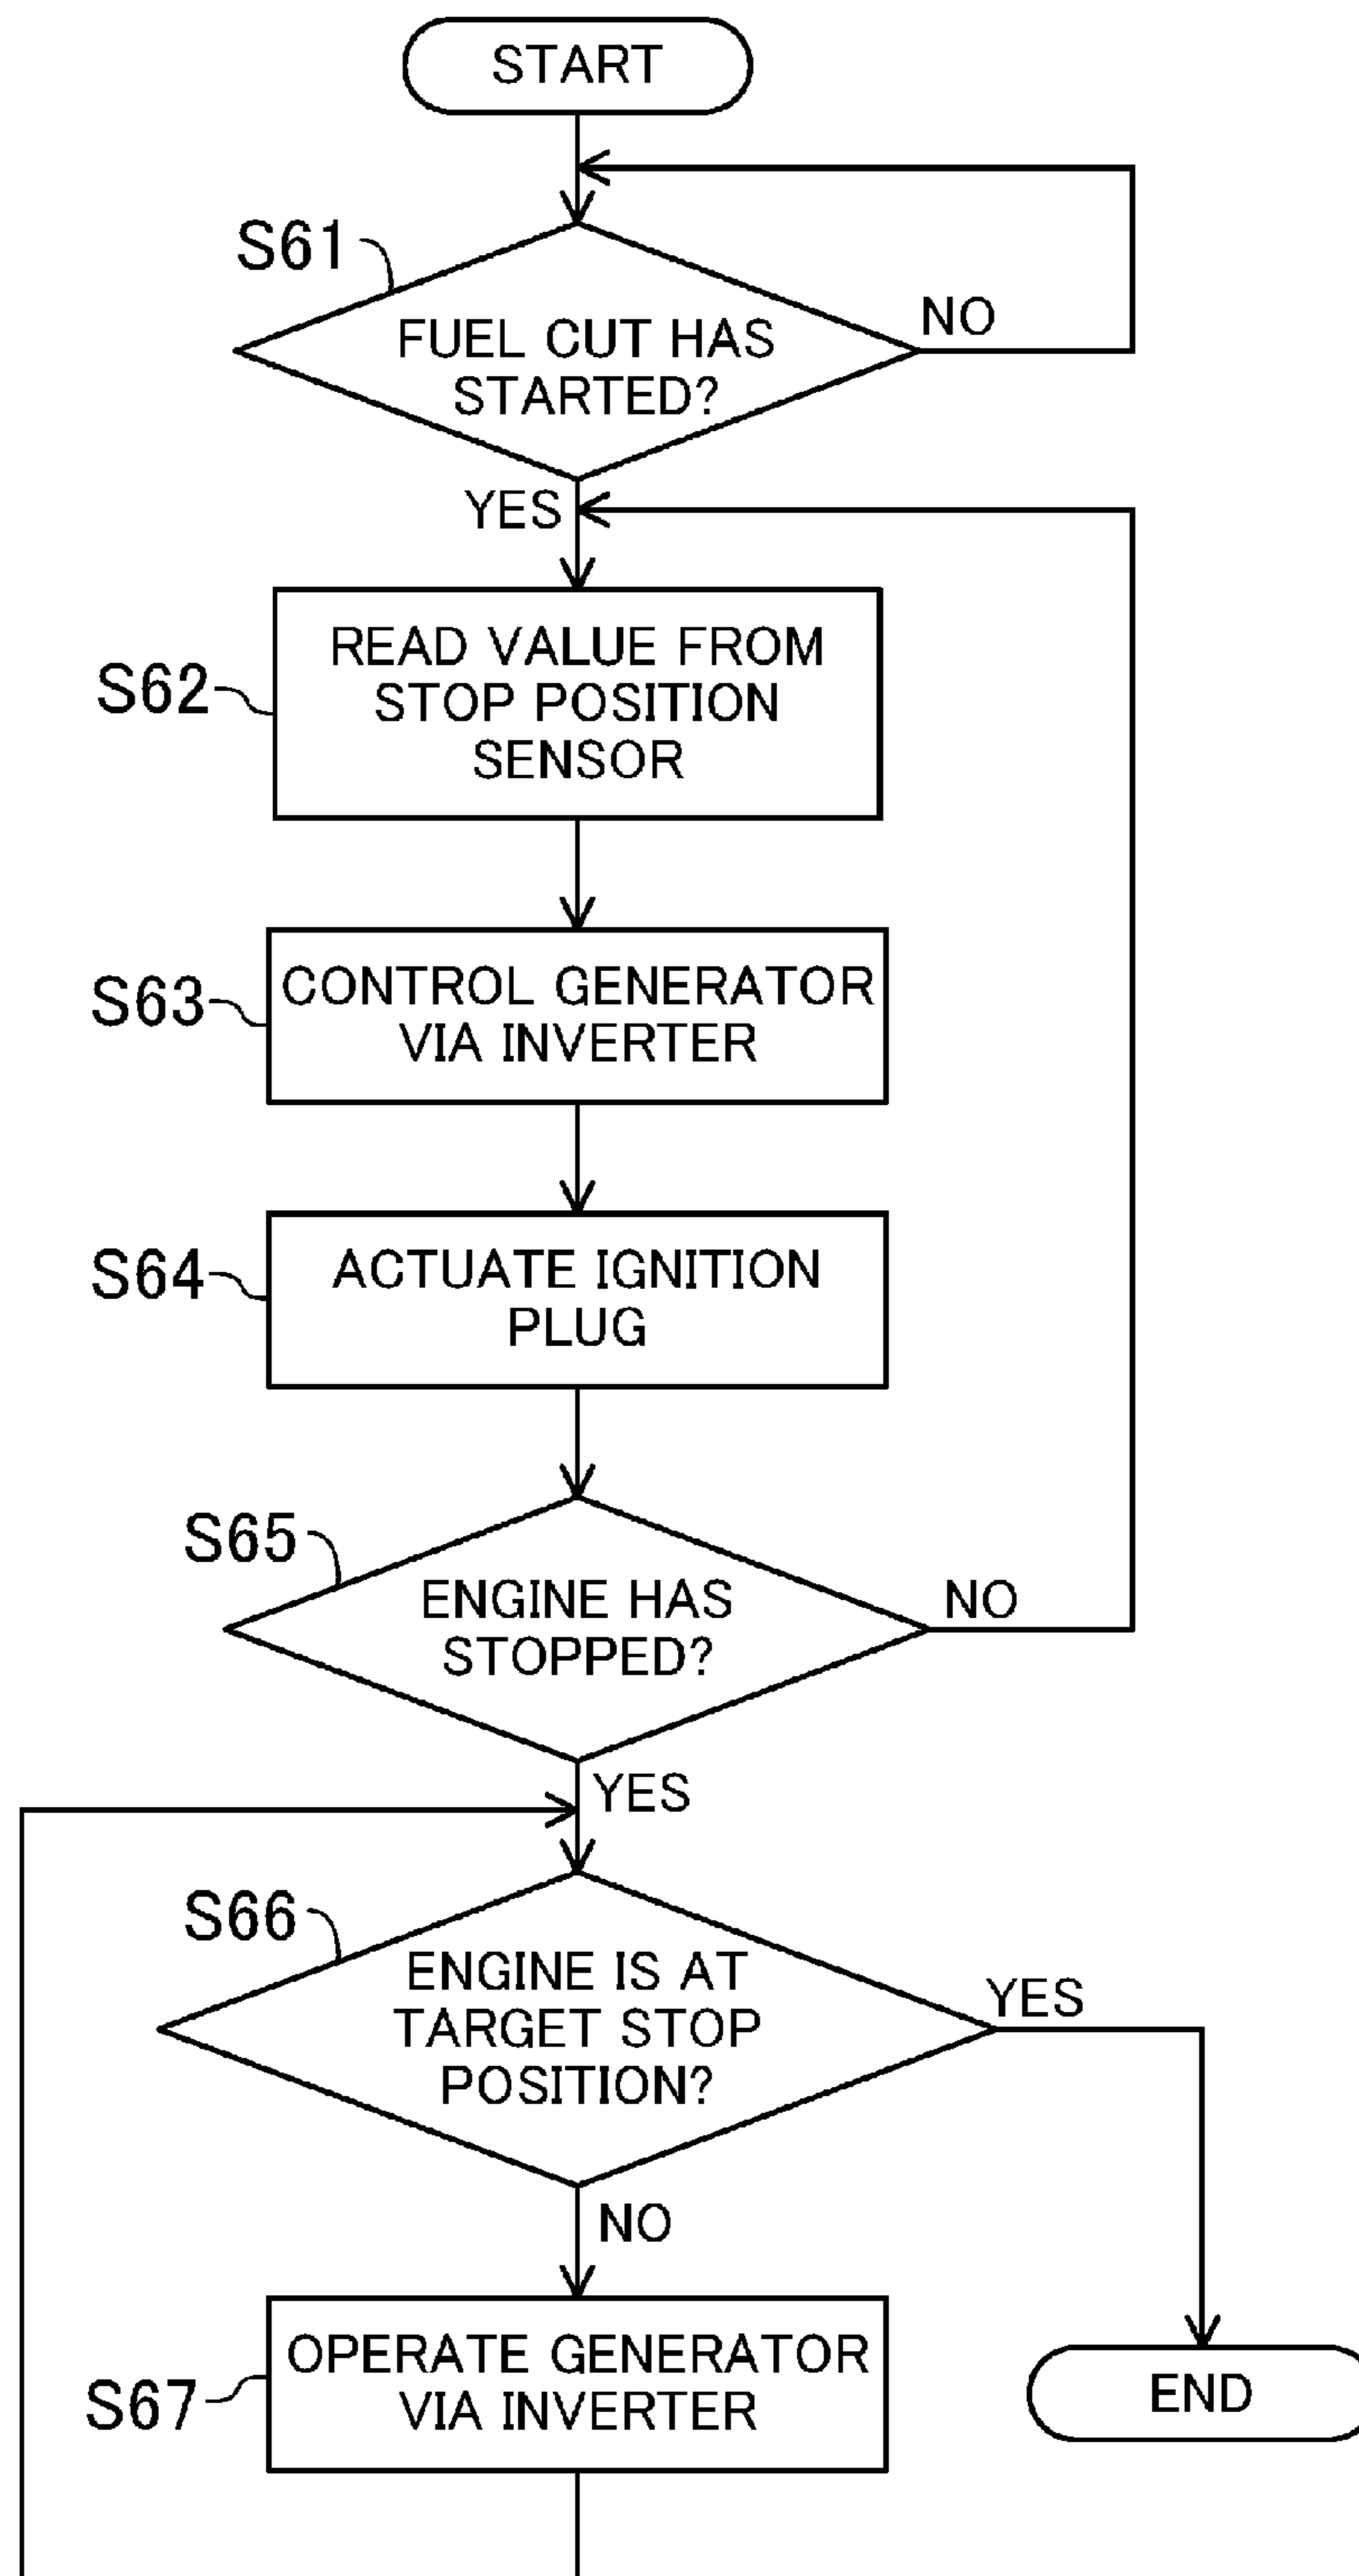 START
S61
FUEL CUT HAS
STARTED?
NO
YES
S62
READ VALUE FROM
STOP POSITION
SENSOR
S63
CONTROL GENERATOR
VIA INVERTER
S64
ACTUATE IGNITION
PLUG
S65
ENGINE HAS
STOPPED?
NO
YES
S66
ENGINE IS AT
TARGET STOP
POSITION?
YES
NO
S67
OPERATE GENERATOR
VIA INVERTER
END